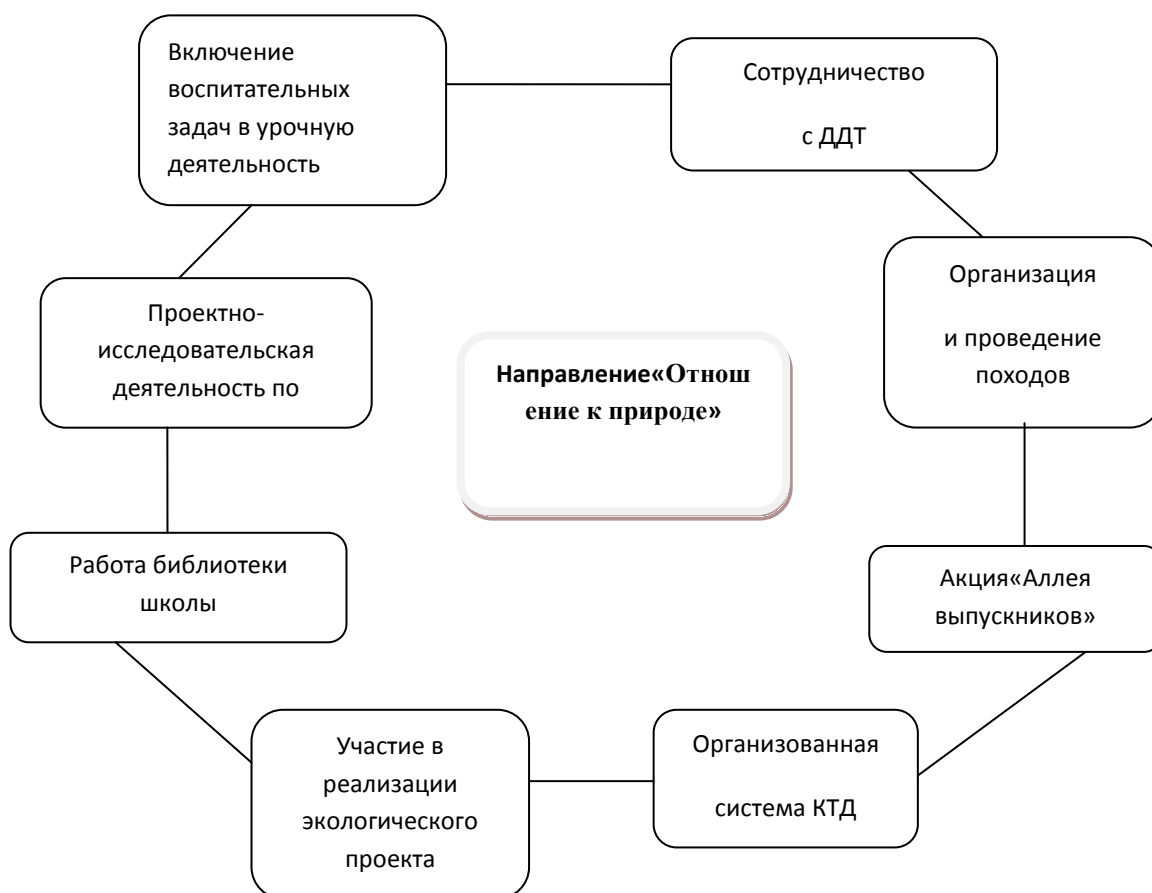 Включение
воспитательных
задач в урочную
деятельность
Сотрудничество
с ДДТ
Организация
и проведение
походов
Проектно-
исследовательская
деятельность по
Направление«Отнош
ение к природе»
Работа библиотеки
школы
Акция«Аллея
выпускников»
Участие в
реализации
экологического
проекта
Организованная
система КТД